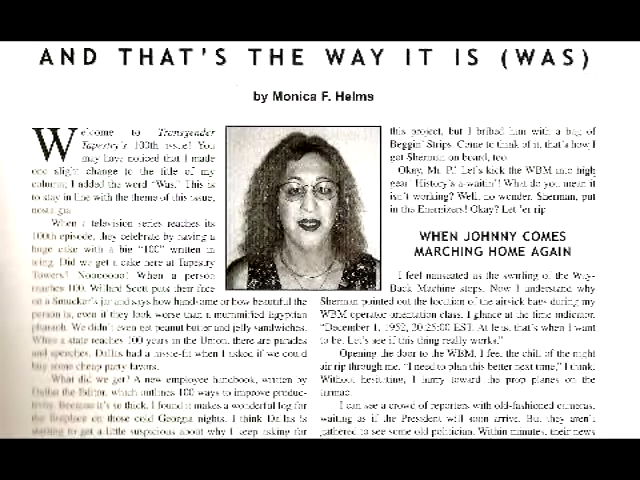 AND THAT'S THE WAY IT IS (WAS)
by Monica F. Helms
Welcome to Transgender
Tapestry's 100th issue! You
may have noticed that I made
one slight change to the title of my
column; I added the word "Was." This is
to stay in line with the theme of this issue,
nostalgia.
When a television series reaches its
100th episode, they celebrate by having a
huge cake with a big "100" written in
icing. Did we get a cake here at Tapestry
Towers? Nooooooo! When a person
reaches 100, Willard Scott puts their face
on a Smucker's jar and says how handsome or how beautiful the
person is, even if they look worse than a mummified Egyptian
pharaoh. We didn't even eat peanut butter and jelly sandwiches.
When a state reaches 100 years in the Union, there are parades
and speeches. Dallas had a hissie-fit when I asked if we could
buy some cheap party favors.
What did we get? A new employee handbook, written by
Dallas the Editor, which outlines 100 ways to improve produc-
tivity. Because it's so thick, I found it makes a wonderful log for
the fireplace on those cold Georgia nights. I think Dallas is
starting to get a little suspicious about why I keep asking for
this project, but I bribed him with a bag of
Beggin' Strips. Come to think of it, that's how I
got Sherman on board, too.
Okay, Mr. P.! Let's kick the WBM into high
gear. History's a-waitin'! What do you mean it
isn't working? Well, no wonder. Sherman, put
in the Energizers! Okay? Let 'er rip
WHEN JOHNNY COMES
MARCHING HOME AGAIN
I feel nauseated as the swirling of the Way-
Back Machine stops. Now I understand why
Sherman pointed out the location of the airsick bags during my
WBM operator orientation class. I glance at the time indicator.
"December 1, 1952, 20:25:00 EST. At least that's when I want
to be. Let's see if this thing really works."
Opening the door to the WBM, I feel the chill of the night
air rip through me. "I need to plan this better next time," I think.
Without hesitating, I hurry toward the prop planes on the
tarmac.
I can see a crowd of reporters with old-fashioned cameras,
waiting as if the President will soon arrive. But they aren't
gathered to see some old politician. Within minutes, their news